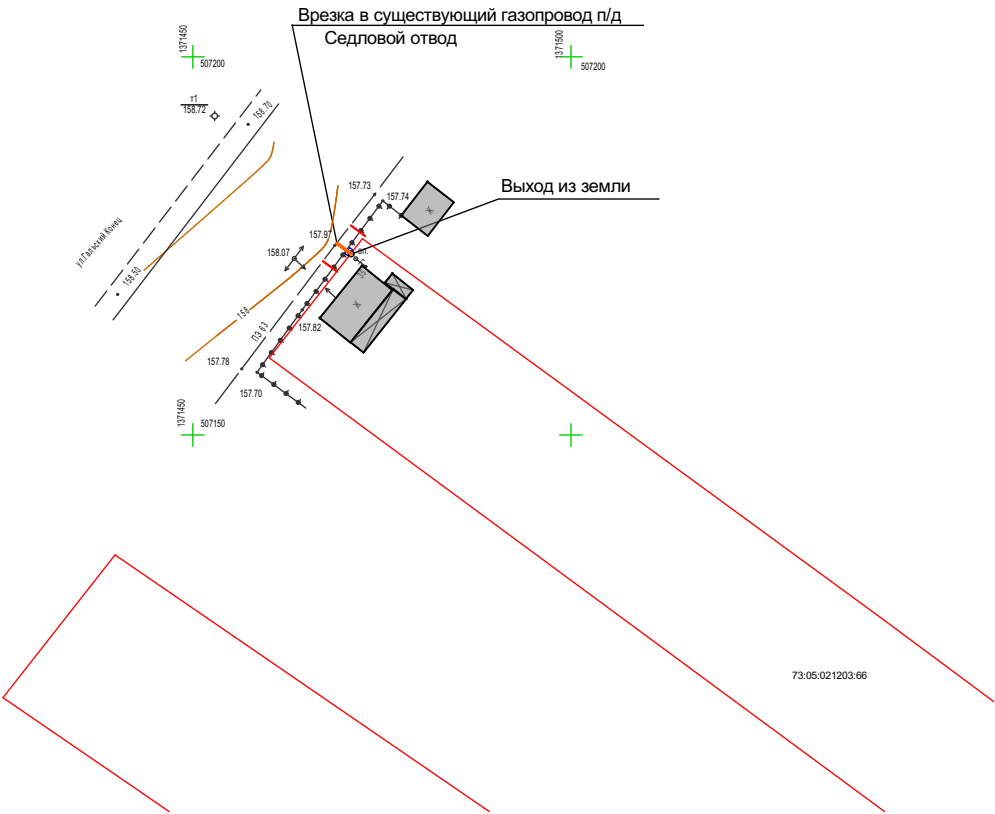 Врезка в существующий газопровод п/д
Седловой отвод
1371450
507200
1371500
507200
т1
158.72
158.70
157.73
157.74
Выход из земли
Ж
ул.Гальский Конец
157.97
158.07
158.50
Ж
158
ПЭ 63
157.82
157.78
157.70
1371450
507150
73:05:021203:66